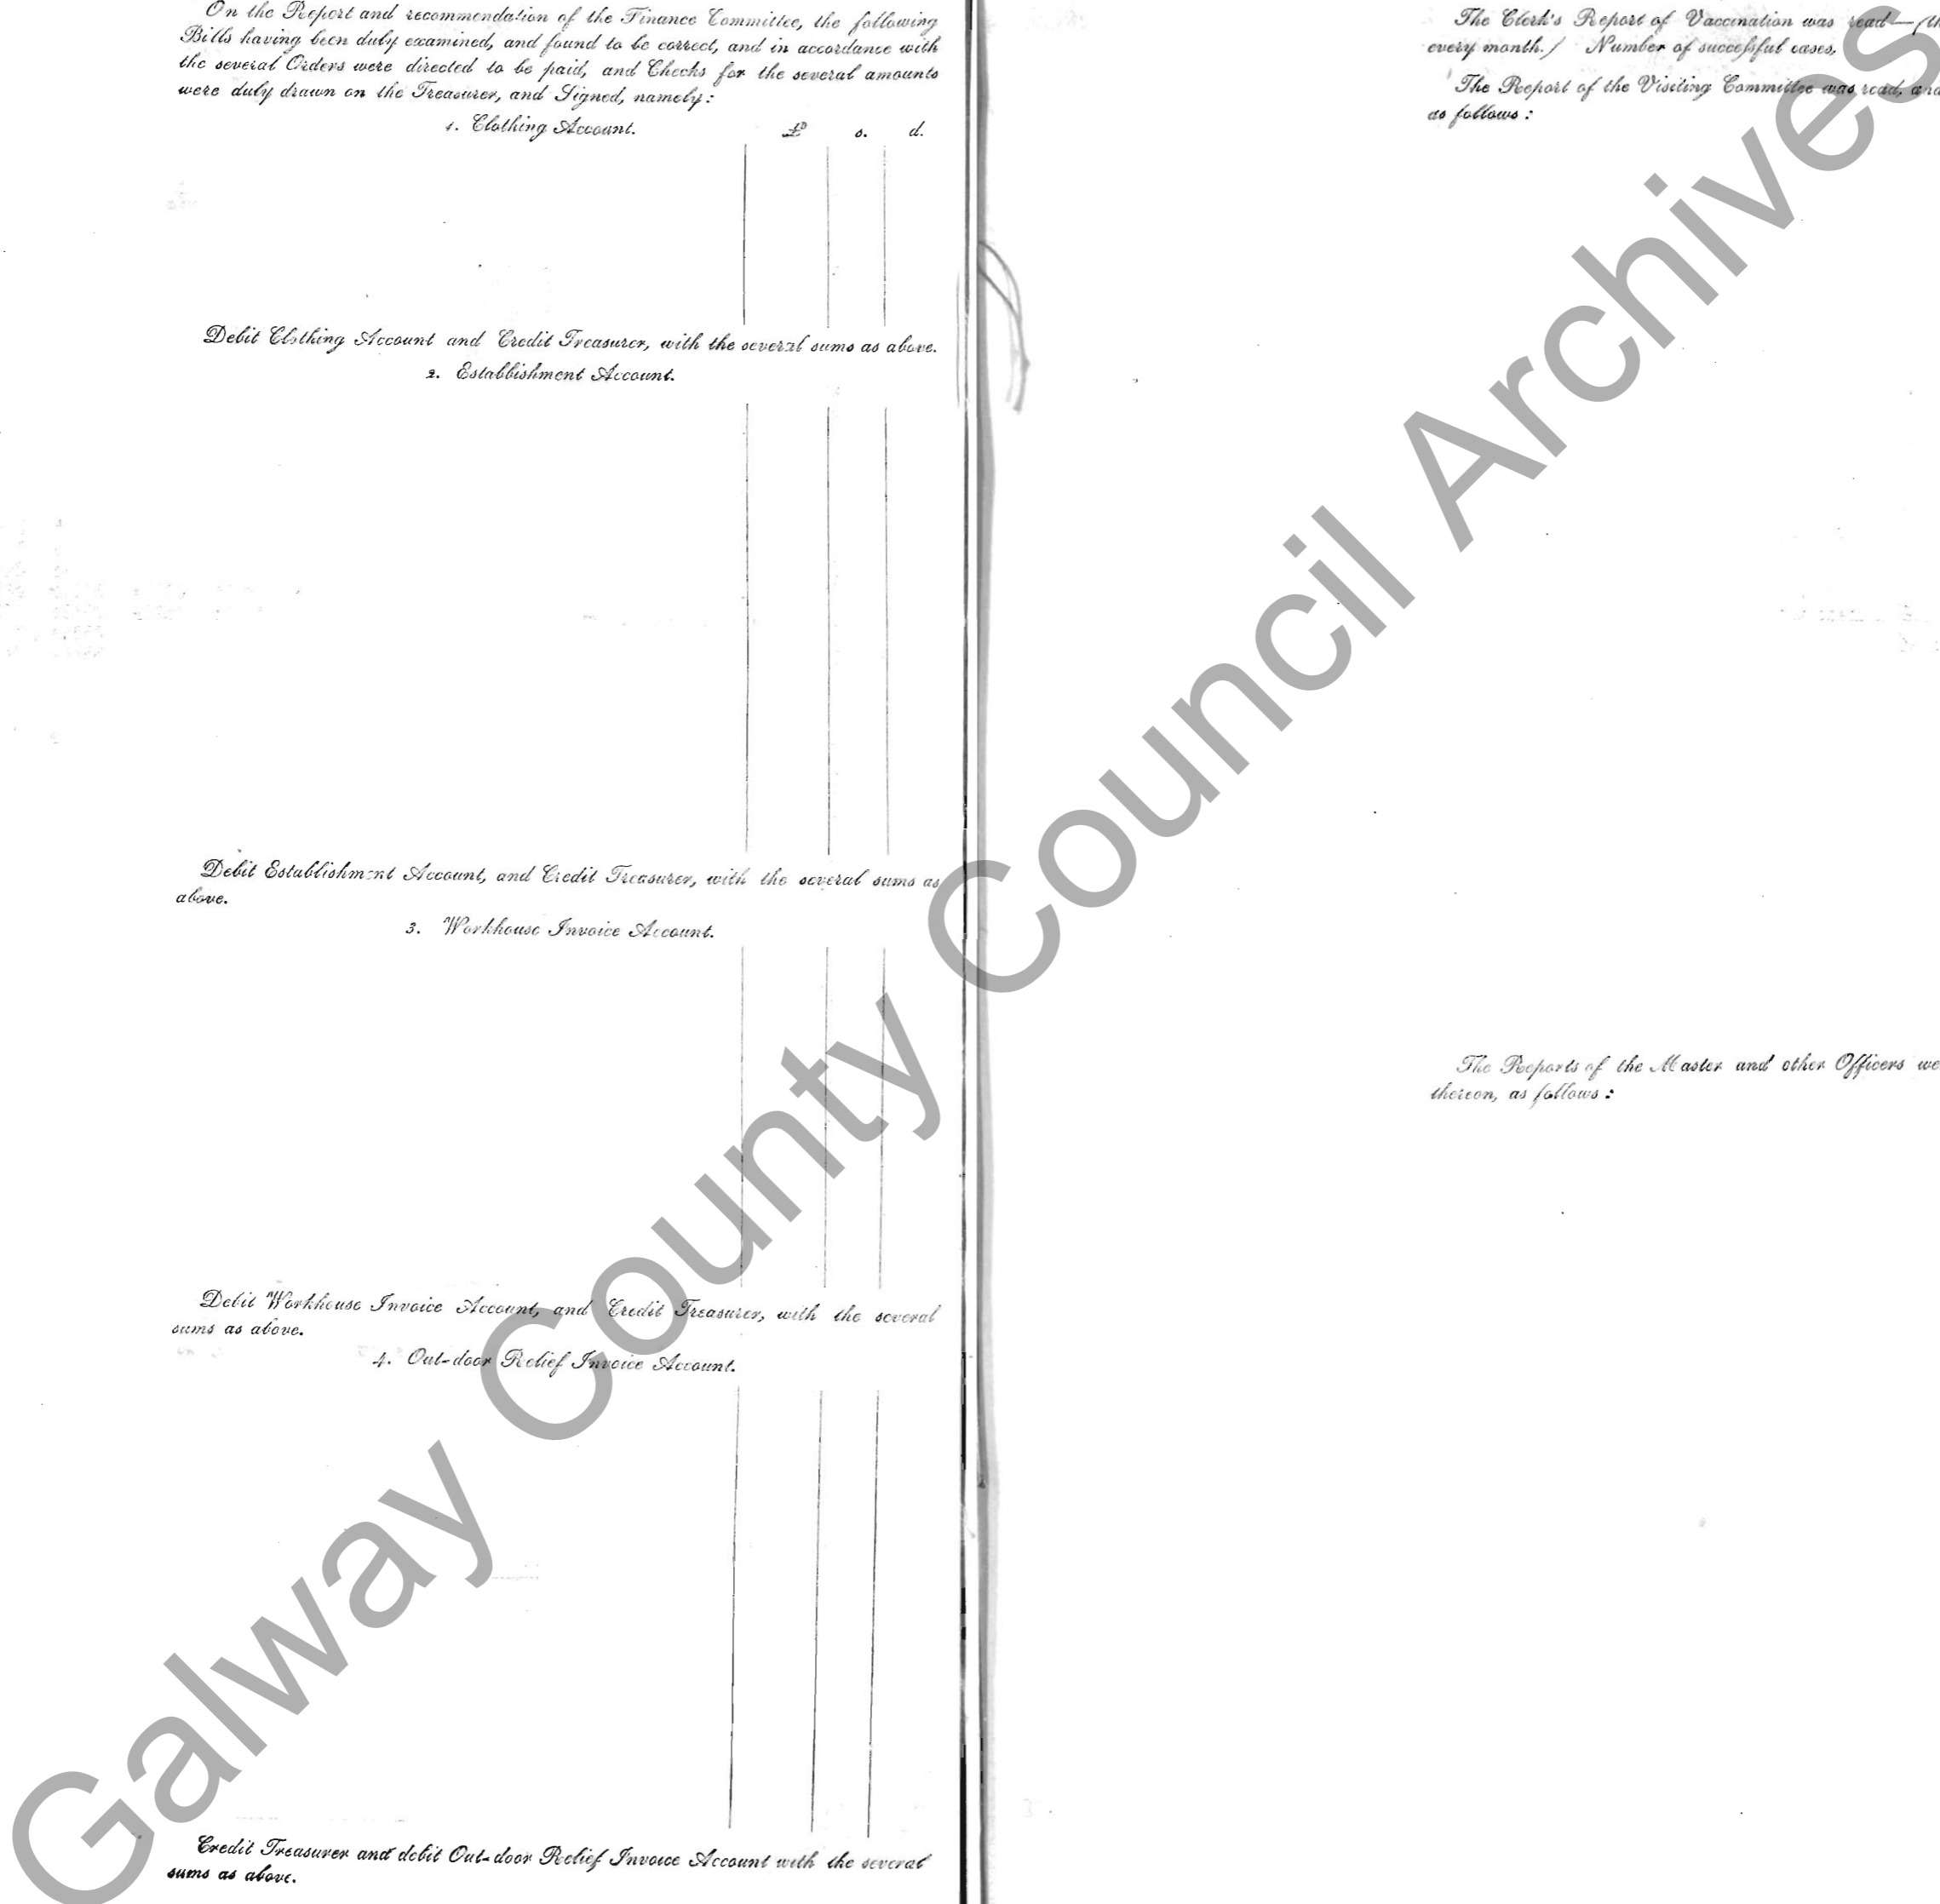 On the Report and recommendation of the Finance Committee, the following
Bills having been duly examined, and found to be correct, and in accordance with
the several Orders were directed to be paid, and Checks for the several amounts
were duly drawn on the Treasurer, and Signed, namely:
1. Clothing Account.
£ s. d.
Debit Clothing Account and Credit Treasurer, with the several sums as above.
2. Establishment Account.
Debit Establishment Account, and Credit Treasurer, with the several sums as
above.
3. Workhouse Invoice Account.
Debit Workhouse Invoice Account, and Credit Treasurer, with the several
sums as above.
4. Out-door Relief Invoice Account.
Credit Treasurer and debit Out-door Relief Invoice Account with the several
sums as above.
The Clerk's Report of Vaccination was read—(
every month.) Number of successful cases,
The Report of the Visiting Committee was read, and
as follows:
The Reports of the Master and other Officers we
thereon, as follows:
Galway County Council Archives